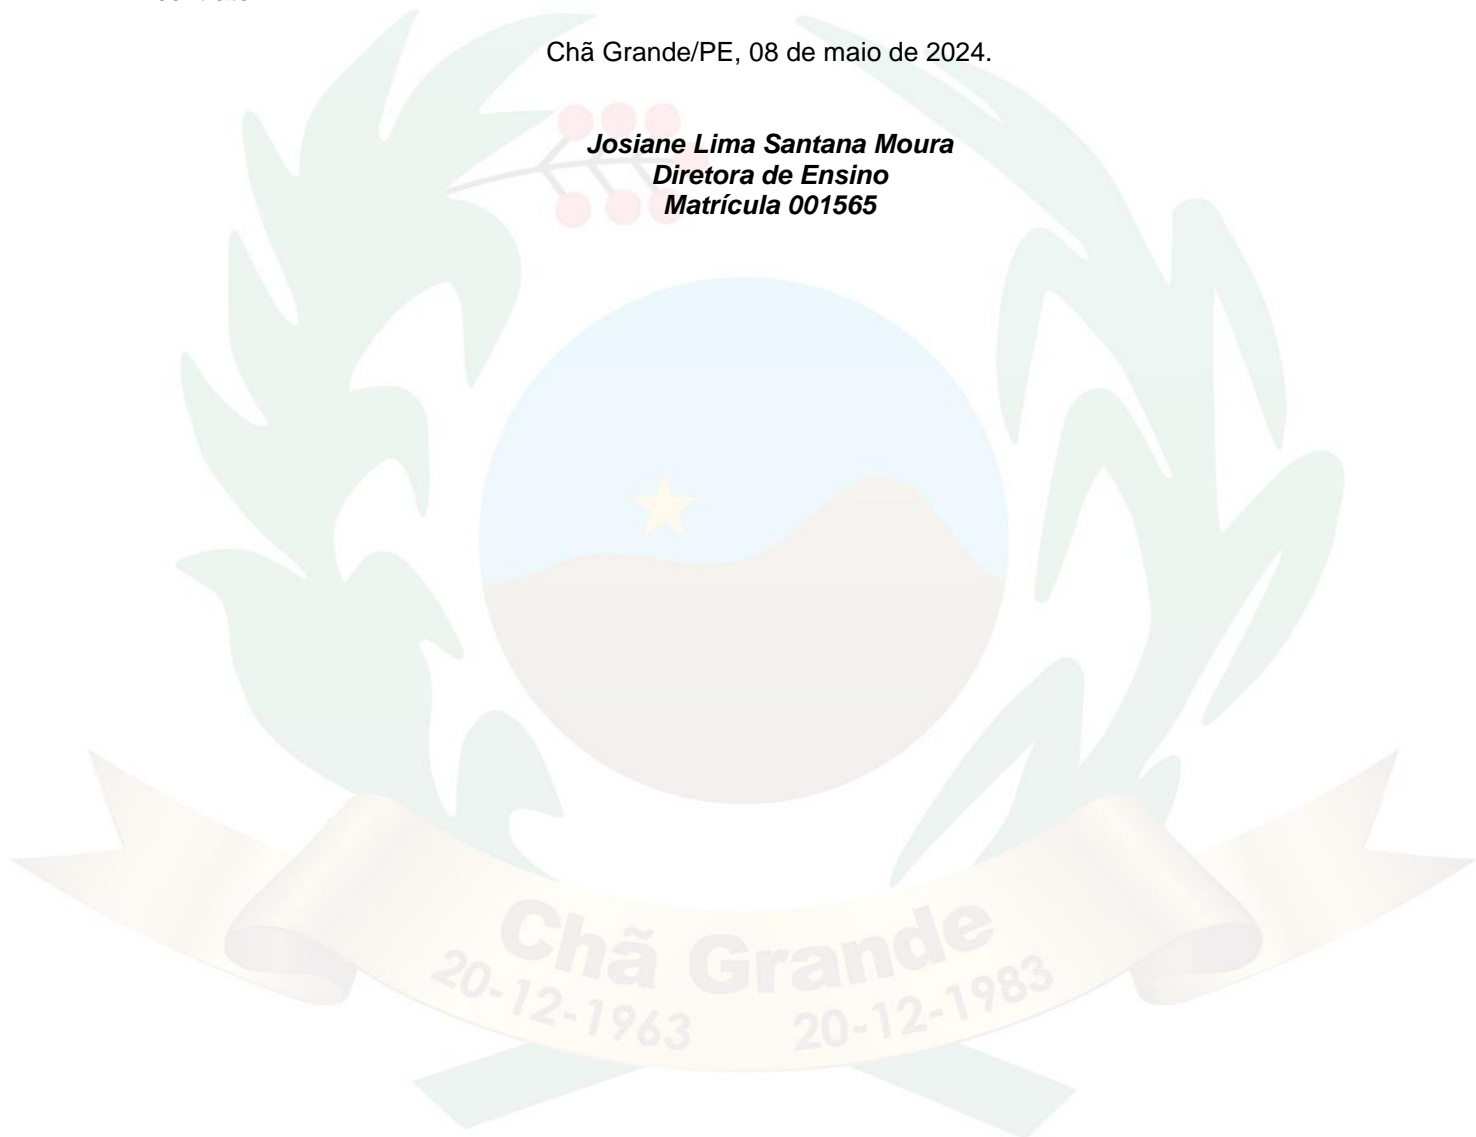 Chã Grande/PE, 08 de maio de 2024.
Josiane Lima Santana Moura
Diretora de Ensino
Matrícula 001565
Chã Grande
20-12-1963 20-12-1983